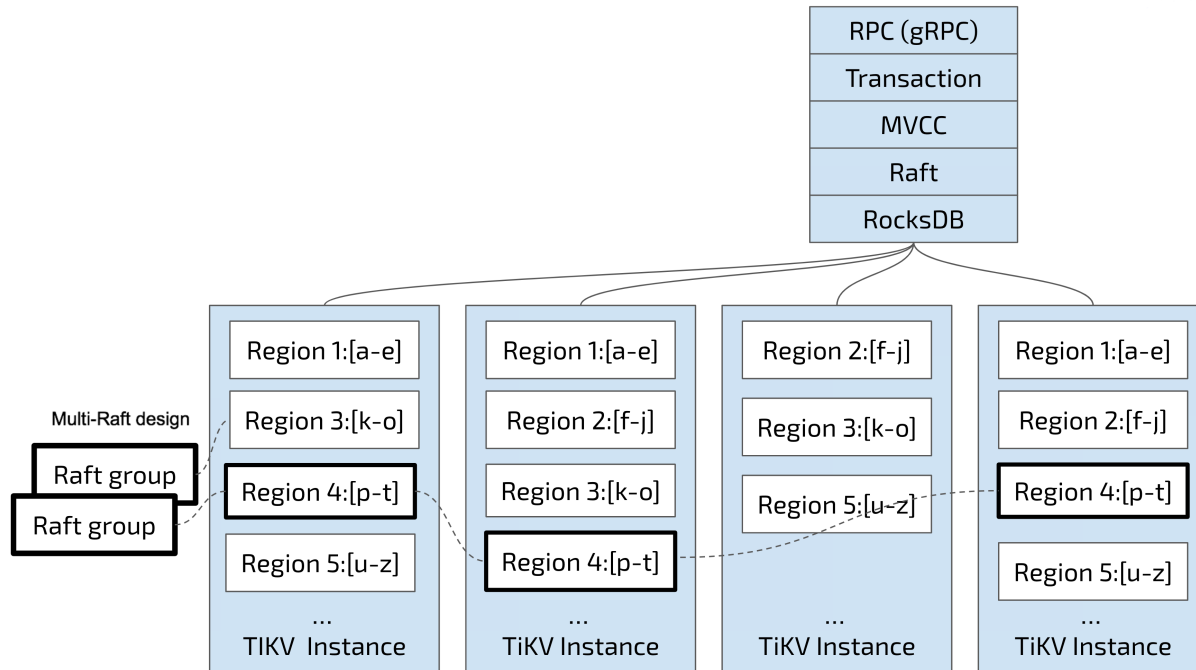 RPC (gRPC)
Transaction
MVCC
Raft
RocksDB
Multi-Raft design
Raft group
Raft group
Region 1:[a-e]
Region 3:[k-o]
Region 4:[p-t]
Region 5:[u-z]
...
TIKV Instance
Region 1:[a-e]
Region 2:[f-j]
Region 3:[k-o]
Region 4:[p-t]
...
TiKV Instance
Region 2:[f-j]
Region 3:[k-o]
Region 5:[u-z]
...
TiKV Instance
Region 1:[a-e]
Region 2:[f-j]
Region 4:[p-t]
Region 5:[u-z]
...
TiKV Instance